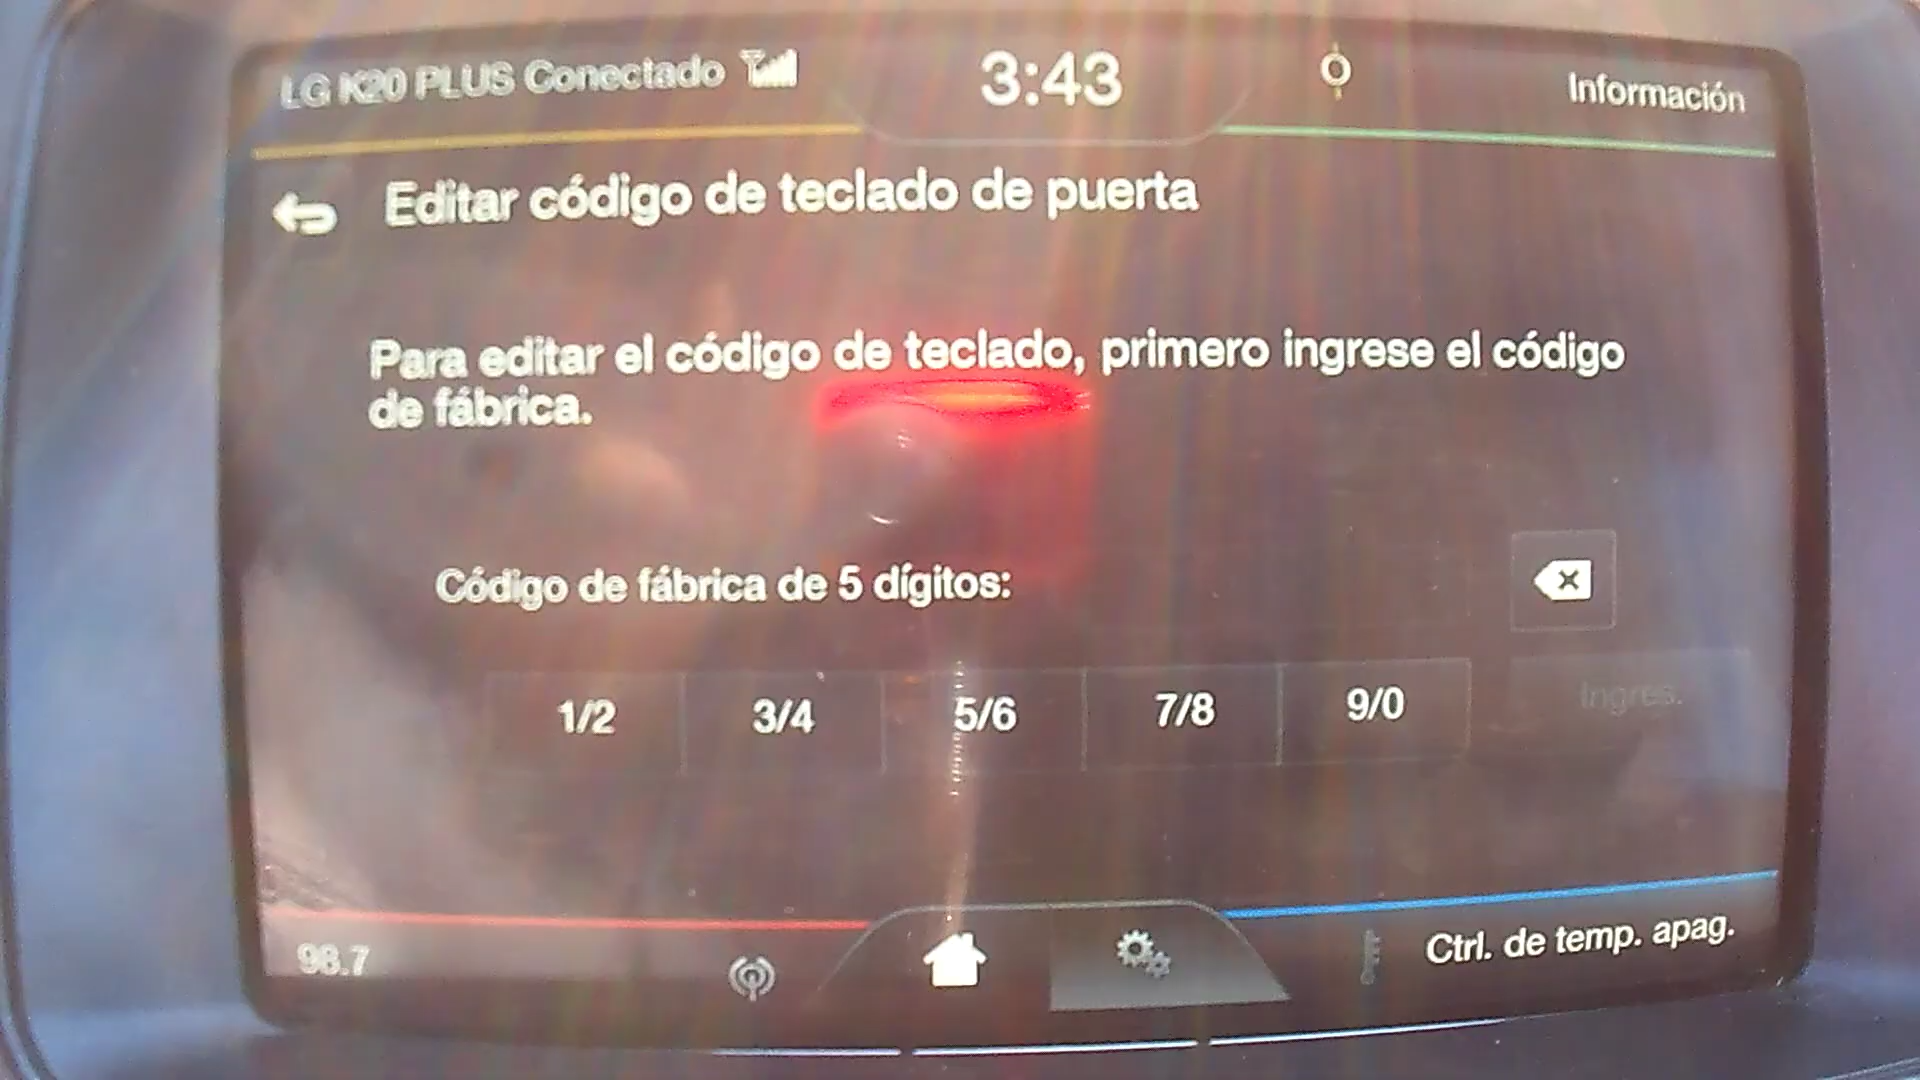 LG K20 PLUS Conectado
3:43
Información
Editar código de teclado de puerta
Para editar el código de teclado, primero ingrese el código
de fábrica.
Código de fábrica de 5 dígitos:
1/2 3/4 5/6 7/8 9/0 Ingres.
98.7
Ctrl. de temp. apag.